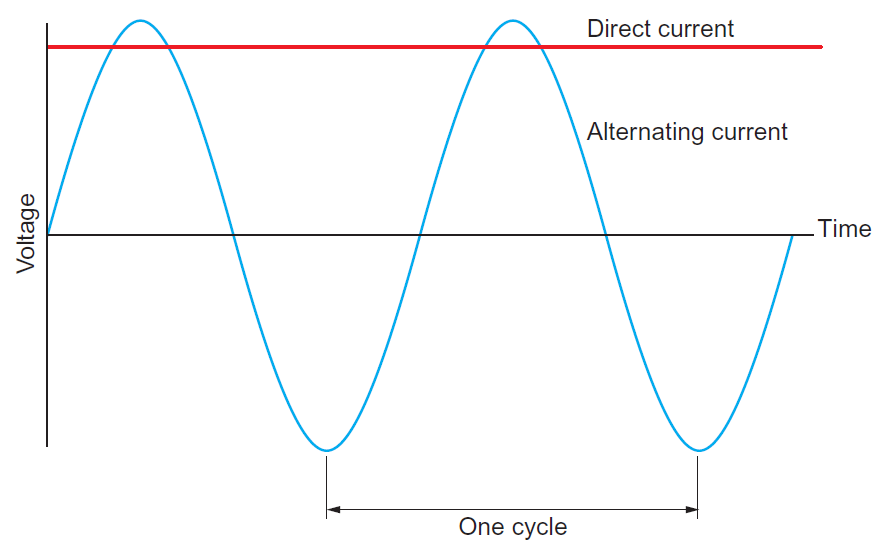 Direct current
Alternating current
Voltage
Time
One cycle